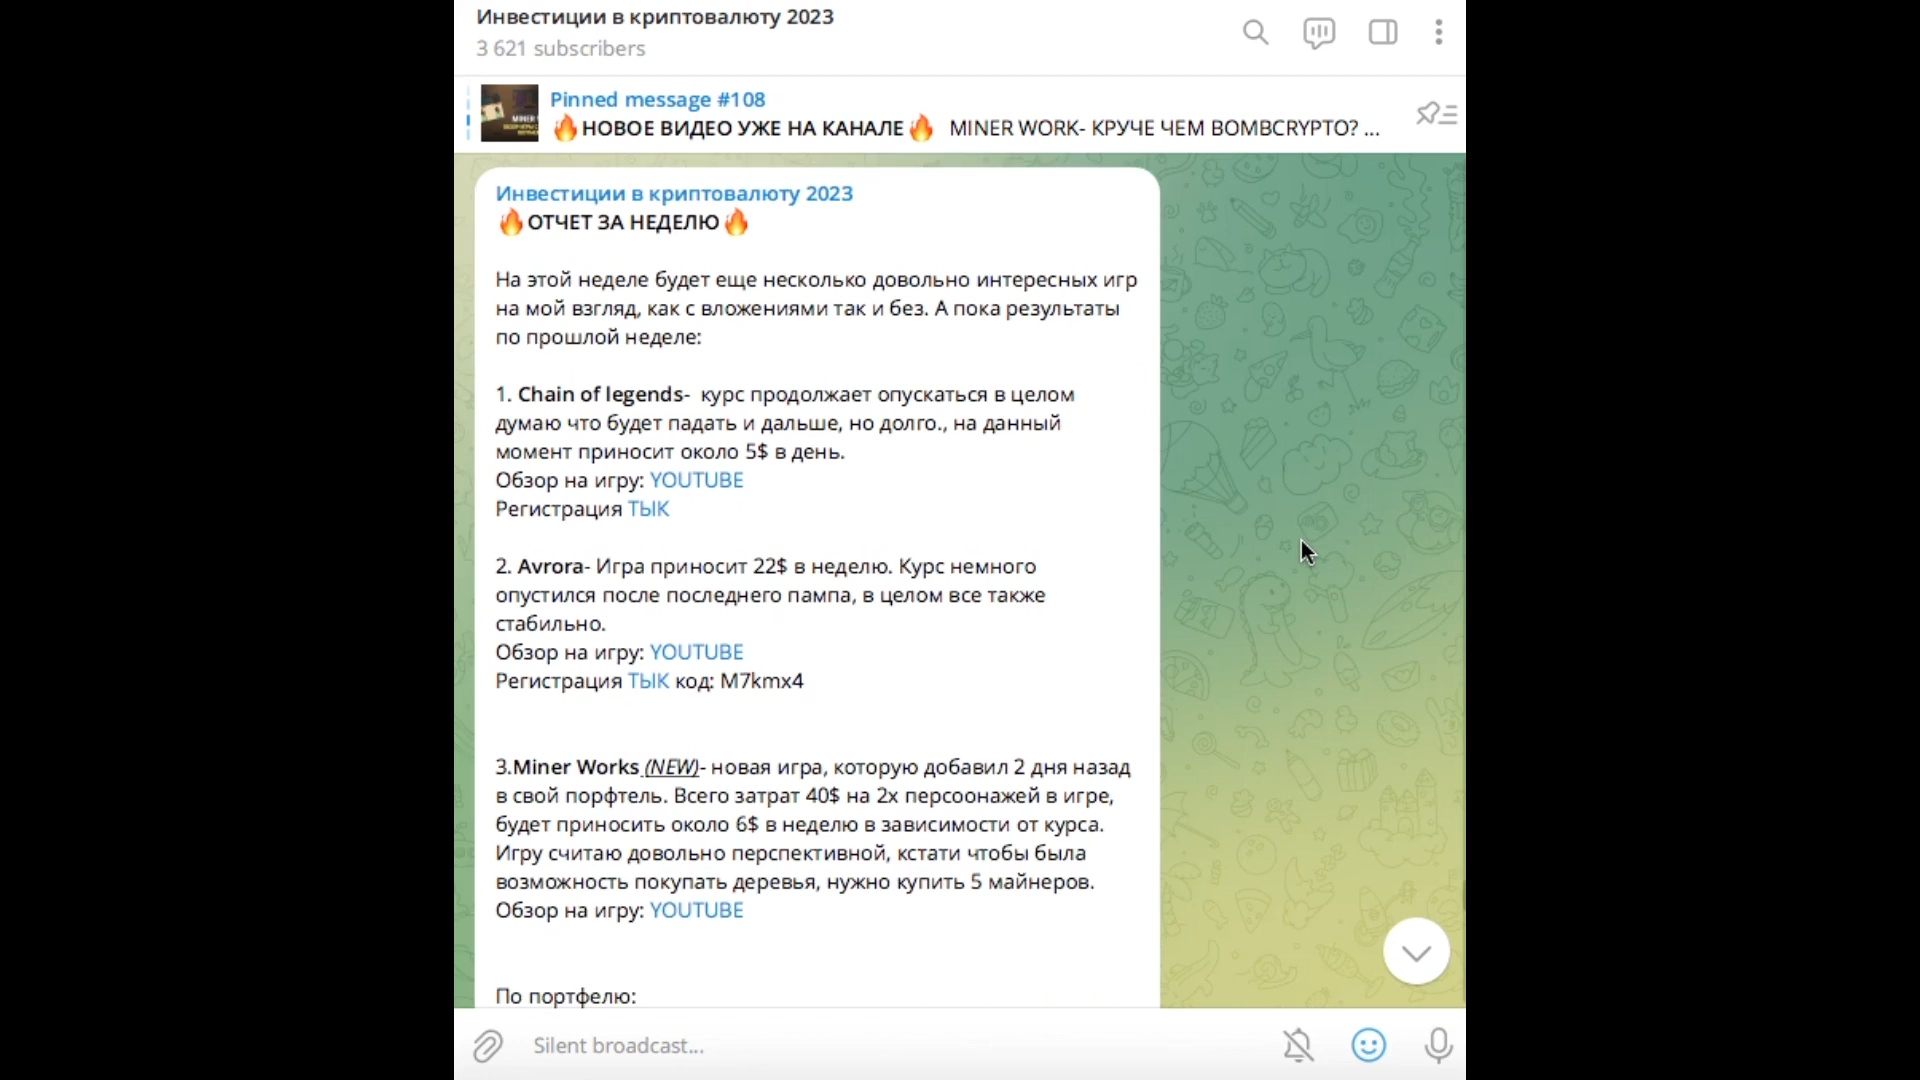 Инвестиции в криптовалюту 2023
3 621 subscribers
Pinned message #108
🔥НОВОЕ ВИДЕО УЖЕ НА КАНАЛЕ🔥 MINER WORK- КРУЧЕ ЧЕМ BOMBCRYPTO? ...
Инвестиции в криптовалюту 2023
🔥ОТЧЕТ ЗА НЕДЕЛЮ🔥
На этой неделе будет еще несколько довольно интересных игр
на мой взгляд, как с вложениями так и без. А пока результаты
по прошлой неделе:
1. Chain of legends- курс продолжает опускаться в целом
думаю что будет падать и дальше, но долго., на данный
момент приносит около 5$ в день.
Обзор на игру: YOUTUBE
Регистрация ТЫК
2. Avrora- Игра приносит 22$ в неделю. Курс немного
опустился после последнего пампа, в целом все также
стабильно.
Обзор на игру: YOUTUBE
Регистрация ТЫК код: M7kmx4
3.Miner Works (NEW)- новая игра, которую добавил 2 дня назад
в свой порфтель. Всего затрат 40$ на 2х персоонажей в игре,
будет приносить около 6$ в неделю в зависимости от курса.
Игру считаю довольно перспективной, кстати чтобы была
возможность покупать деревья, нужно купить 5 майнеров.
Обзор на игру: YOUTUBE
По портфелю:
Silent broadcast...